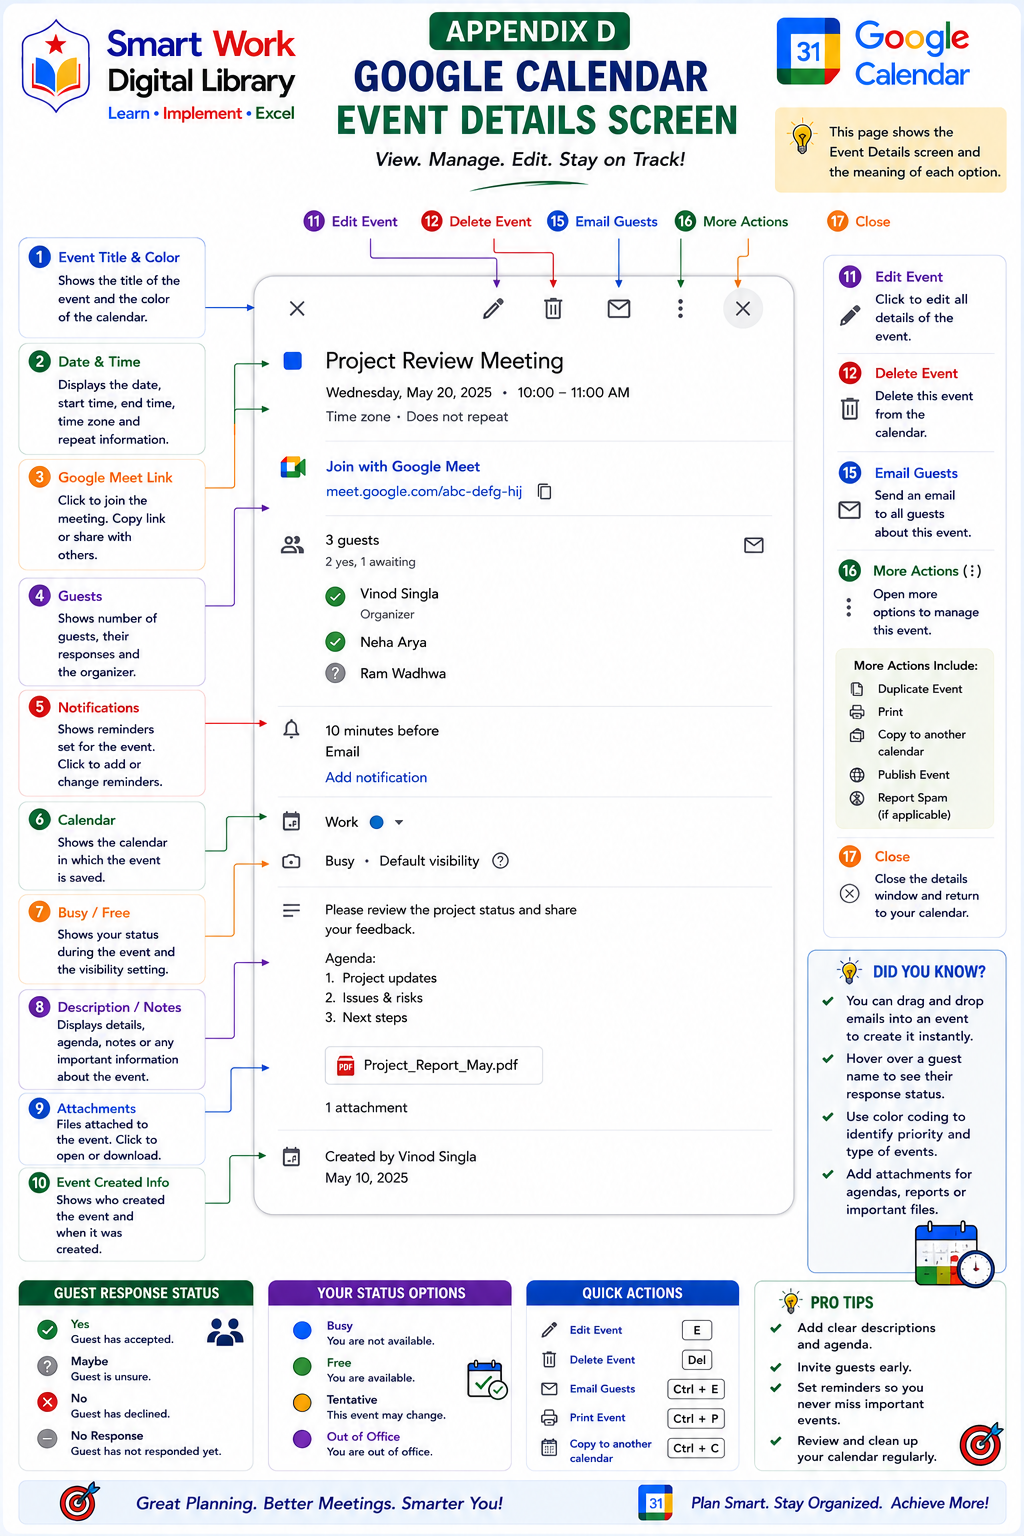 Smart Work
Digital Library
Learn • Implement • Excel
APPENDIX D
GOOGLE CALENDAR
EVENT DETAILS SCREEN
View. Manage. Edit. Stay on Track!
31
Google
Calendar
This page shows the
Event Details screen and
the meaning of each option.
11 Edit Event
12 Delete Event
15 Email Guests
16 More Actions
17 Close
1 Event Title & Color
Shows the title of the
event and the color
of the calendar.
2 Date & Time
Displays the date,
start time, end time,
time zone and
repeat information.
3 Google Meet Link
Click to join the
meeting. Copy link
or share with
others.
4 Guests
Shows number of
guests, their
responses and
the organizer.
5 Notifications
Shows reminders
set for the event.
Click to add or
change reminders.
6 Calendar
Shows the calendar
in which the event
is saved.
7 Busy / Free
Shows your status
during the event and
the visibility setting.
8 Description / Notes
Displays details,
agenda, notes or any
important information
about the event.
9 Attachments
Files attached to
the event. Click to
open or download.
10 Event Created Info
Shows who created
the event and
when it was
created.
Project Review Meeting
Wednesday, May 20, 2025 • 10:00 – 11:00 AM
Time zone • Does not repeat
Join with Google Meet
meet.google.com/abc-defg-hij
3 guests
2 yes, 1 awaiting
Vinod Singla
Organizer
Neha Arya
? Ram Wadhwa
10 minutes before
Email
Add notification
Work
Busy • Default visibility ?
Please review the project status and share
your feedback.
Agenda:
1. Project updates
2. Issues & risks
3. Next steps
PDF Project_Report_May.pdf
1 attachment
Created by Vinod Singla
May 10, 2025
11 Edit Event
Click to edit all
details of the
event.
12 Delete Event
Delete this event
from the
calendar.
15 Email Guests
Send an email
to all guests
about this event.
16 More Actions (⋮)
Open more
options to manage
this event.
More Actions Include:
Duplicate Event
Print
Copy to another
calendar
Publish Event
Report Spam
(if applicable)
17 Close
Close the details
window and return
to your calendar.
DID YOU KNOW?
You can drag and drop
emails into an event
to create it instantly.
Hover over a guest
name to see their
response status.
Use color coding to
identify priority and
type of events.
Add attachments for
agendas, reports or
important files.
GUEST RESPONSE STATUS
Yes
Guest has accepted.
? Maybe
Guest is unsure.
No
Guest has declined.
No Response
Guest has not responded yet.
YOUR STATUS OPTIONS
Busy
You are not available.
Free
You are available.
Tentative
This event may change.
Out of Office
You are out of office.
QUICK ACTIONS
Edit Event E
Delete Event Del
Email Guests Ctrl + E
Print Event Ctrl + P
Copy to another
calendar Ctrl + C
PRO TIPS
Add clear descriptions
and agenda.
Invite guests early.
Set reminders so you
never miss important
events.
Review and clean up
your calendar regularly.
Great Planning. Better Meetings. Smarter You!
31
Plan Smart. Stay Organized. Achieve More!